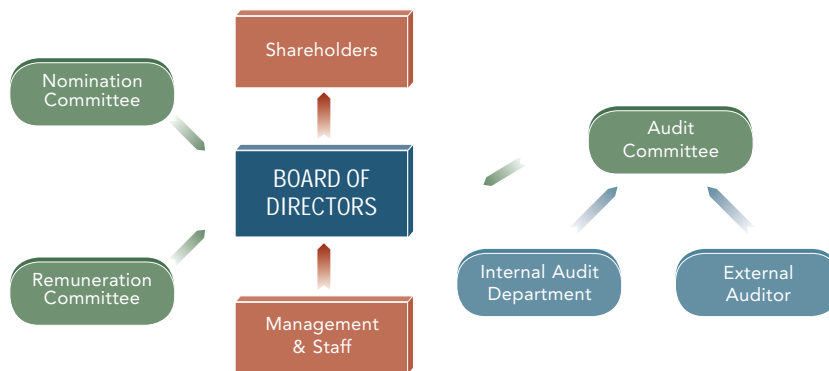 Shareholders
Nomination
Committee
Audit
Committee
BOARD OF
DIRECTORS
Remuneration
Committee
Internal Audit
Department
External
Auditor
Management
& Staff